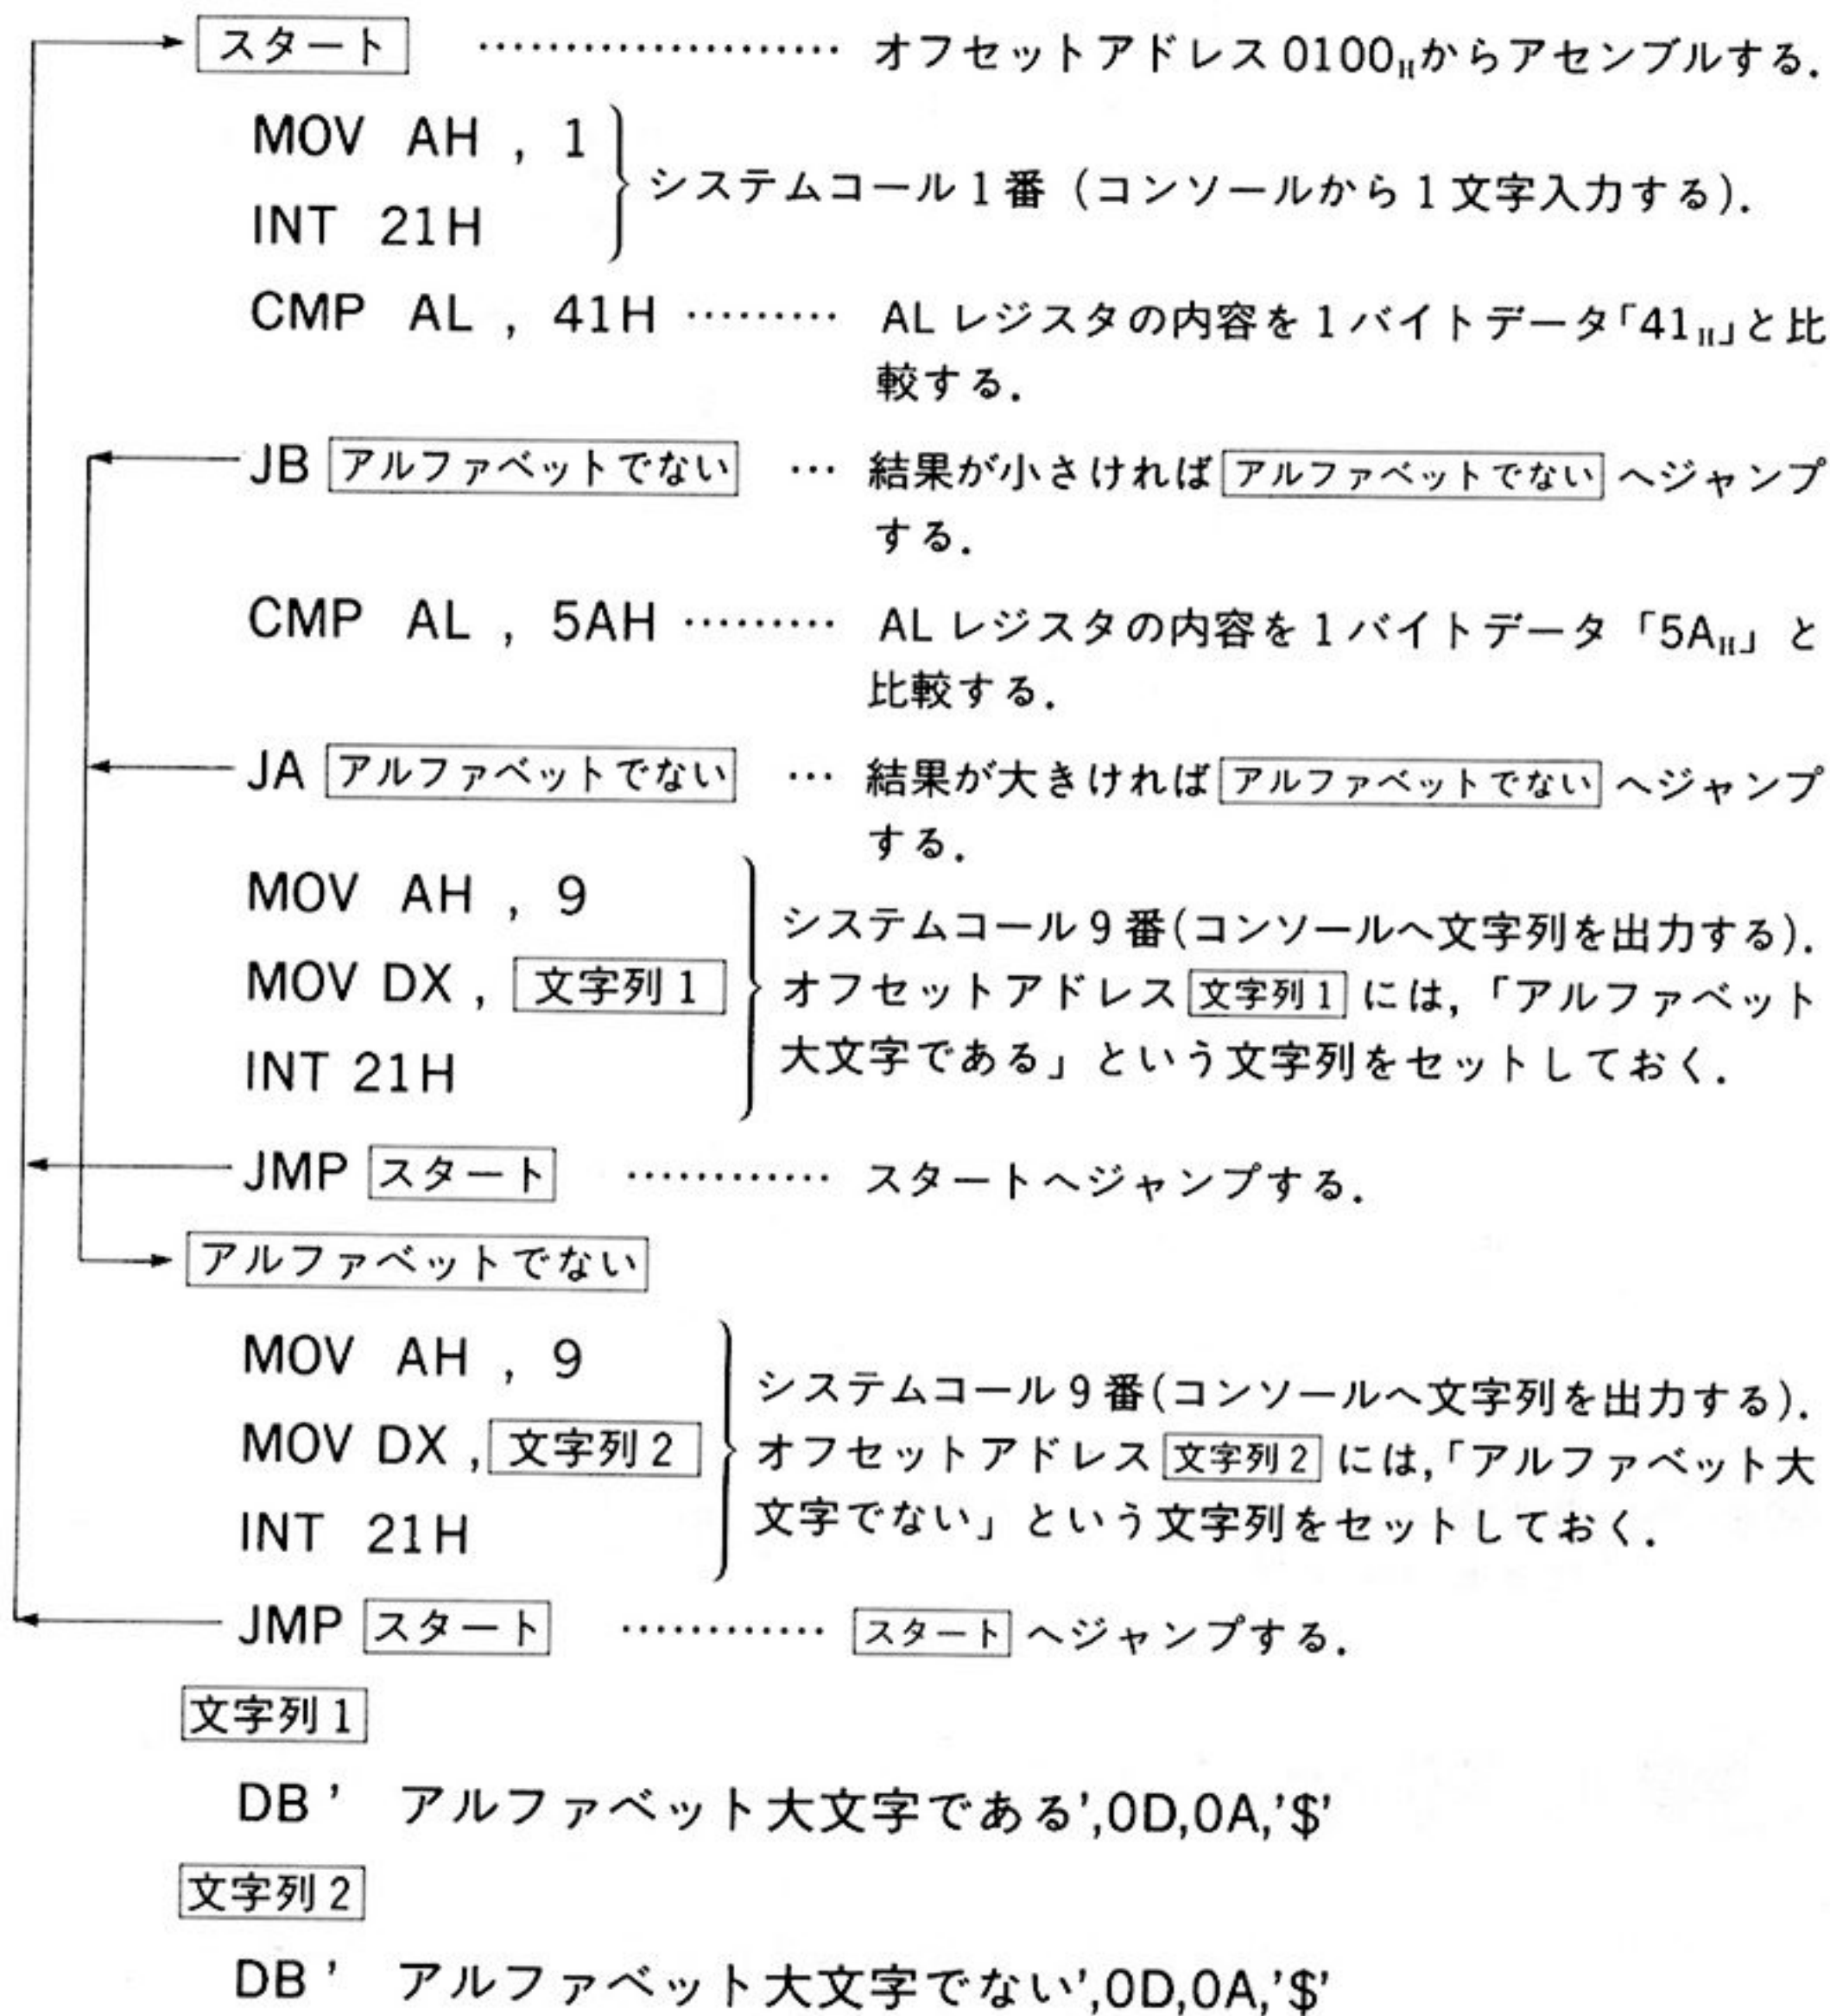 スタート ………………… オフセットアドレス0100HからアセンブルするZ.
MOV AH , 1
システムコール1番 (コンソールから1文字入力する).
INT 21H
CMP AL , 41H ……… ALレジスタの内容を1バイトデータ「41H」と比
較する.
JB アルファベットでない … 結果が小さければアルファベットでないへジャンプ
する.
CMP AL , 5AH ……… ALレジスタの内容を1バイトデータ「5AH」と
比較する.
JA アルファベットでない … 結果が大きければアルファベットでないへジャンプ
する.
MOV AH , 9
システムコール9番(コンソールへ文字列を出力する).
MOV DX , 文字列1
オフセットアドレス文字列1には,「アルファベット
大文字である」という文字列をセットしておく.
INT 21H
JMP スタート ………… スタートへジャンプする.
アルファベットでない
MOV AH , 9
システムコール9番(コンソールへ文字列を出力する).
MOV DX , 文字列2
オフセットアドレス文字列2には,「アルファベット大
文字でない」という文字列をセットしておく.
INT 21H
JMP スタート ………… スタートへジャンプする.
文字列1
DB ' アルファベット大文字である',0D,0A,'$'
文字列2
DB ' アルファベット大文字でない',0D,0A,'$'